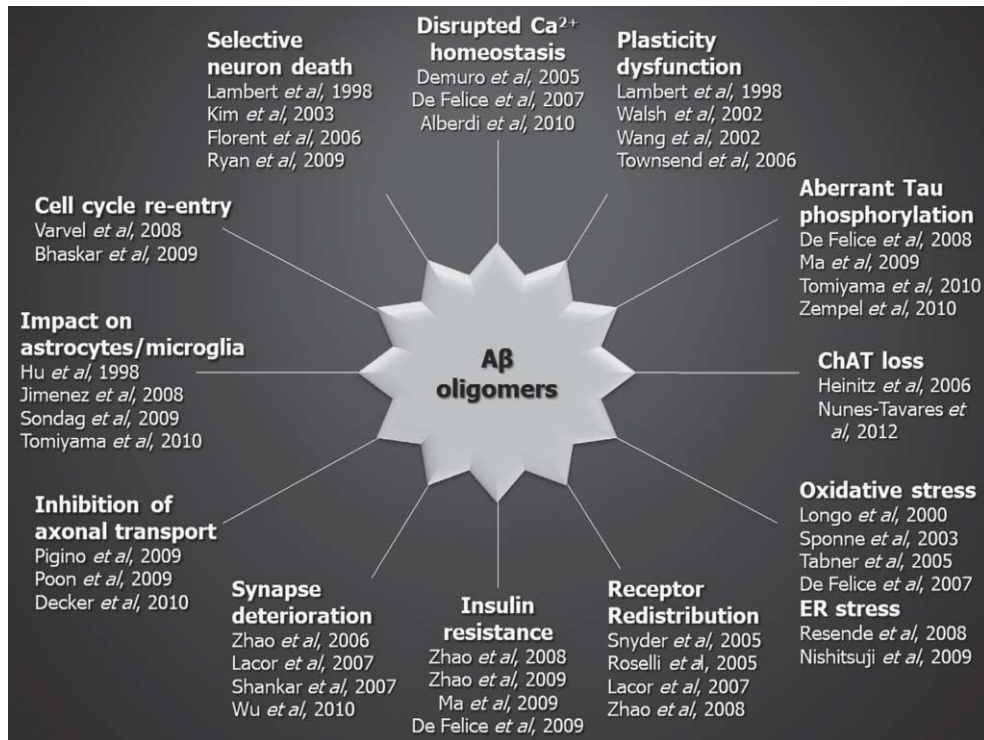 Selective
neuron death
Lambert et al, 1998
Kim et al, 2003
Florent et al, 2006
Ryan et al, 2009
Disrupted Ca²⁺
homeostasis
Demuro et al, 2005
De Felice et al, 2007
Alberdi et al, 2010
Plasticity
dysfunction
Lambert et al, 1998
Walsh et al, 2002
Wang et al, 2002
Townsend et al, 2006
Aberrant Tau
phosphorylation
De Felice et al, 2008
Ma et al, 2009
Tomiyama et al, 2010
Zempel et al, 2010
ChAT loss
Heinitz et al, 2006
Nunes-Tavares et
al, 2012
Oxidative stress
Longo et al, 2000
Sponne et al, 2003
Tabner et al, 2005
De Felice et al, 2007
ER stress
Resende et al, 2008
Nishitsuji et al, 2009
Receptor
Redistribution
Snyder et al, 2005
Roselli et al, 2005
Lacor et al, 2007
Zhao et al, 2008
Insulin
resistance
Zhao et al, 2008
Zhao et al, 2009
Ma et al, 2009
De Felice et al, 2009
Synapse
deterioration
Zhao et al, 2006
Lacor et al, 2007
Shankar et al, 2007
Wu et al, 2010
Inhibition of
axonal transport
Pigino et al, 2009
Poon et al, 2009
Decker et al, 2010
Impact on
astrocytes/microglia
Hu et al, 1998
Jimenez et al, 2008
Sondag et al, 2009
Tomiyama et al, 2010
Cell cycle re-entry
Varvel et al, 2008
Bhaskar et al, 2009
Aβ
oligomers